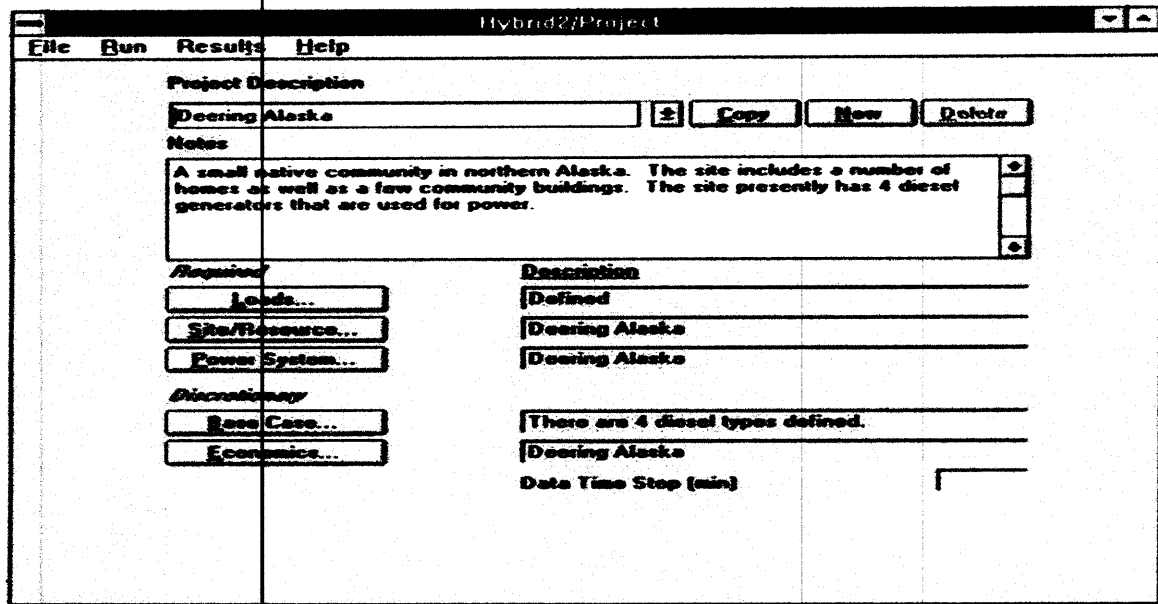 Hybrid2/Project
File Run Results Help
Project Description
Deering Alaska Copy New Delete
Notes
A small native community in northern Alaska. The site includes a number of
homes as well as a few community buildings. The site presently has 4 diesel
generators that are used for power.
Required Description
Loads... Defined
Site/Resource... Deering Alaska
Power System... Deering Alaska
Discretionary
Base Case... There are 4 diesel types defined.
Economics... Deering Alaska
Data Time Step (min)